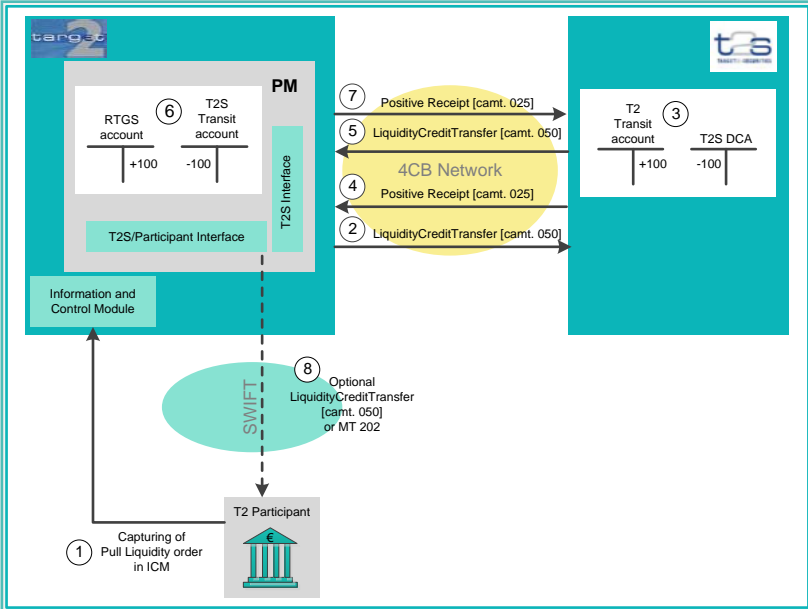 target
2
t2s
TARGET2-SECURITIES
PM
RTGS
account
+100
6
T2S
Transit
account
-100
T2S Interface
T2S/Participant Interface
Information and
Control Module
7
Positive Receipt [camt. 025]
5
LiquidityCreditTransfer [camt. 050]
4CB Network
4
Positive Receipt [camt. 025]
2
LiquidityCreditTransfer [camt. 050]
T2
Transit
account
+100
3
T2S DCA
-100
SWIFT
8
Optional
LiquidityCreditTransfer
[camt. 050]
or MT 202
T2 Participant
€
1
Capturing of
Pull Liquidity order
in ICM